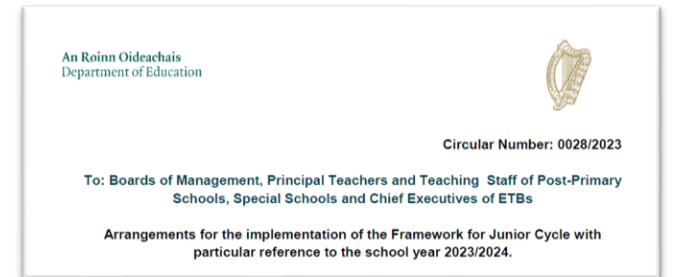 An Roinn Oideachais
Department of Education
Circular Number: 0028/2023
To: Boards of Management, Principal Teachers and Teaching Staff of Post-Primary
Schools, Special Schools and Chief Executives of ETBs
Arrangements for the implementation of the Framework for Junior Cycle with
particular reference to the school year 2023/2024.